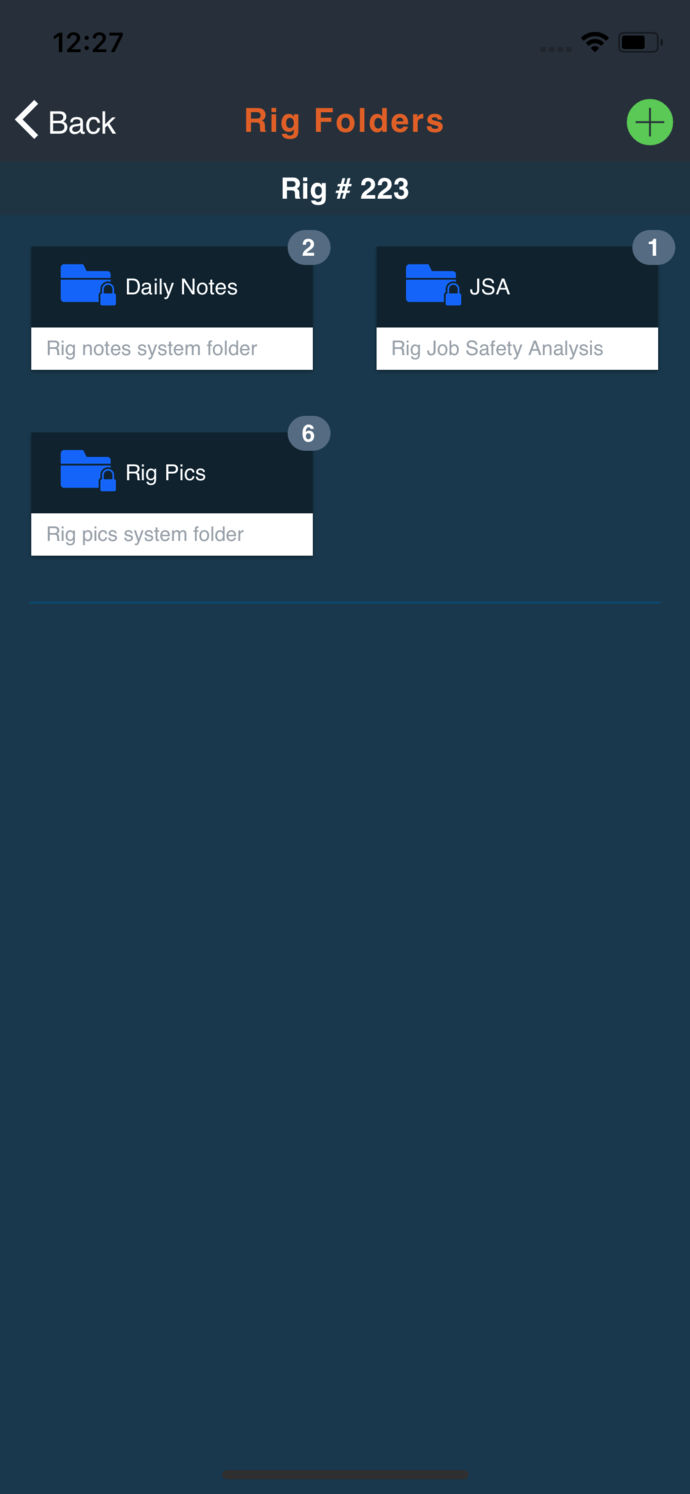 12:27
Back
Rig Folders
Rig # 223
2
Daily Notes
Rig notes system folder
1
JSA
Rig Job Safety Analysis
6
Rig Pics
Rig pics system folder